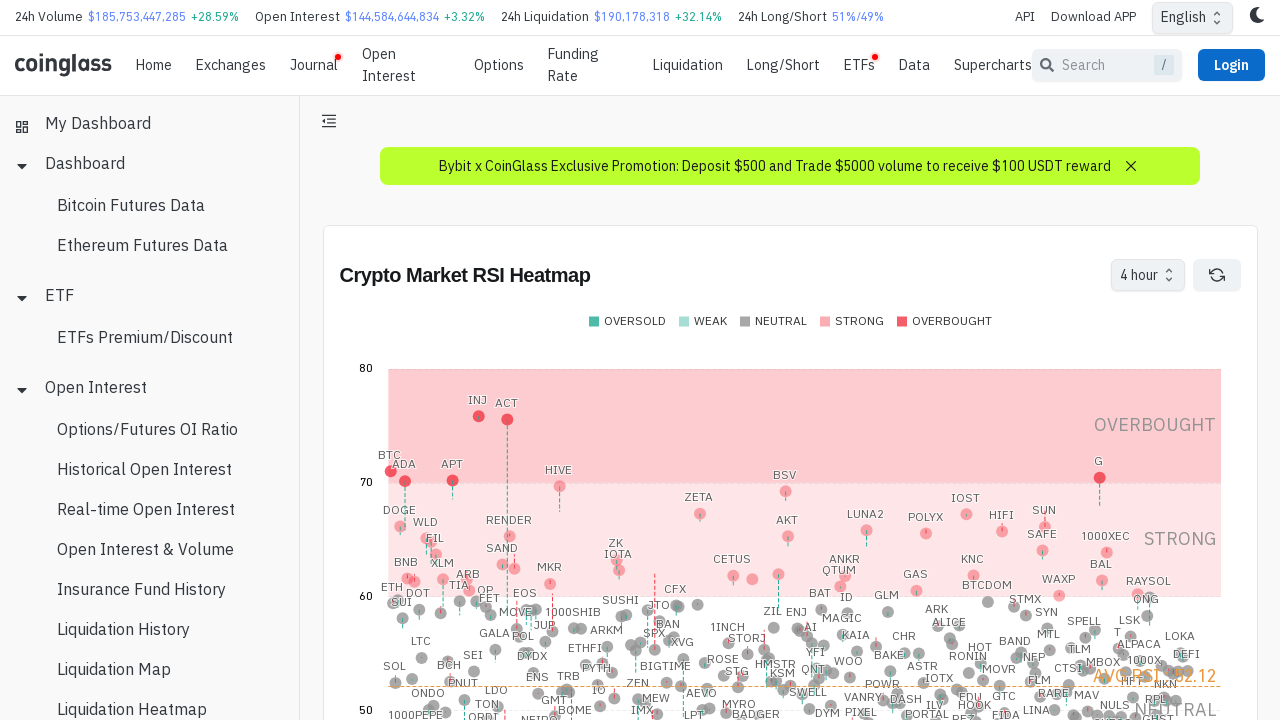 24h Volume $185,753,447,285 +28.59% Open Interest $144,584,644,834 +3.32% 24h Liquidation $190,178,318 +32.14% 24h Long/Short 51%/49% API Download APP English
coinglass Home Exchanges Journal Open Interest Options Funding Rate Liquidation Long/Short ETFs Data Supercharts Search / Login
My Dashboard
Dashboard
Bitcoin Futures Data
Ethereum Futures Data
ETF
ETFs Premium/Discount
Open Interest
Options/Futures OI Ratio
Historical Open Interest
Real-time Open Interest
Open Interest & Volume
Insurance Fund History
Liquidation History
Liquidation Map
Liquidation Heatmap
Bybit x CoinGlass Exclusive Promotion: Deposit $500 and Trade $5000 volume to receive $100 USDT reward
Crypto Market RSI Heatmap
4 hour
OVERSOLD WEAK NEUTRAL STRONG OVERBOUGHT
80
INJ ACT
OVERBOUGHT
BTC ADA APT HIVE BSV G
70
ZETA IOST
DOGE WLD RENDER AKT LUNA2 POLYX HIFI SUN
FIL SAFE 1000XEC STRONG
SAND ZK IOTA
BNB XLM MKR CETUS ANKR QTUM KNC BAL
ARB GAS WAXP RAYSOL
ETH DOT TIA OP EOS CFX BTCDOM
60
SUI FET SUSHI JTO BAT ID GLM STMX ONG
MOVE 1000SHIB ZIL ENJ MAGIC ARK SYN
JUP BAN 1INCH AI ALICE SPELL LSK
LTC GALA POL ARKM SPX XVG STORJ KAIA CHR BAND MTL T LOKA
SEI DYDX ETHFI ROSE YFI BAKE HOT NEP TLM ALPACA DEFI
SOL BCH PYTH BIGTIME HMSTR WOO ASTR RONIN CTSI MBOX 1000X
ENS TRB STG KSM QNT IOTX MOVR
ZEN POWR FLM HFT NKN
ONDO LDO IO MEW AEVO SWELL VANRY EDU GTC RARE MAV
TON GMT BOME IMX MYRO HOOK NULS
50 1000PEPE ORDI LPT BADGER DYM PIXEL PORTAL ILV FIDA LINA NEUTRAL